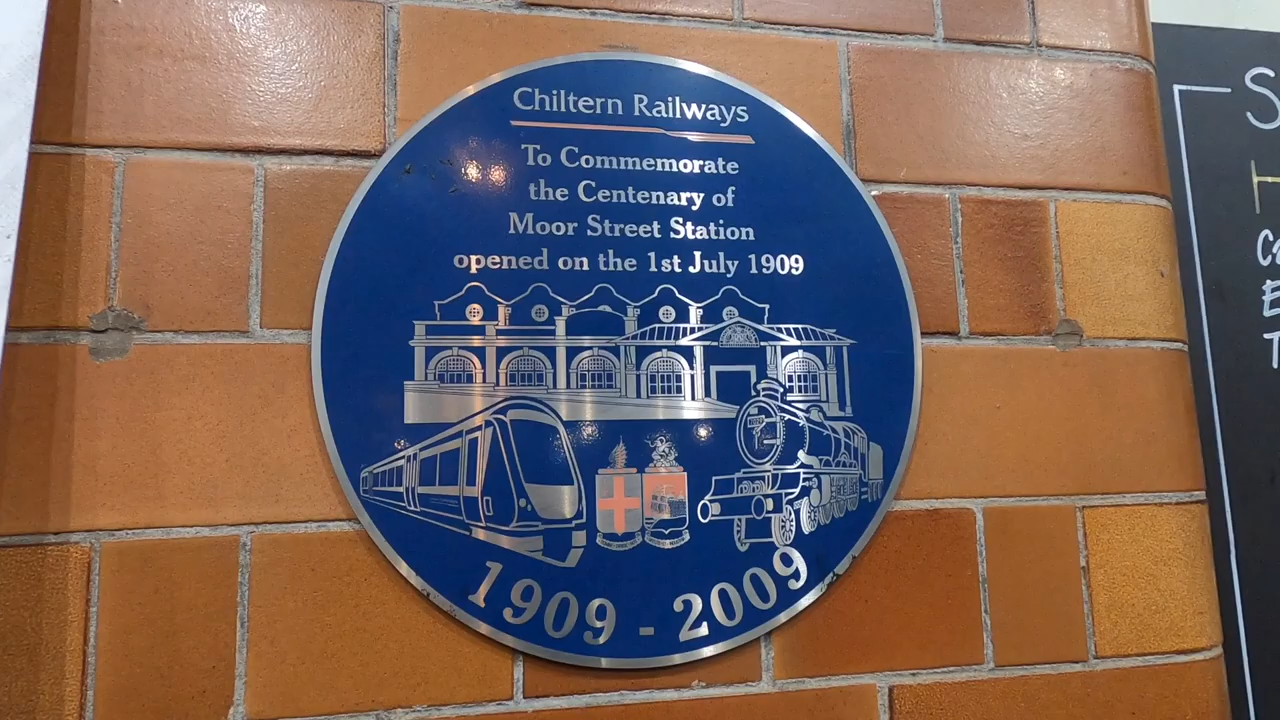 Chiltern Railways
To Commemorate
the Centenary of
Moor Street Station
opened on the 1st July 1909
1909 - 2009